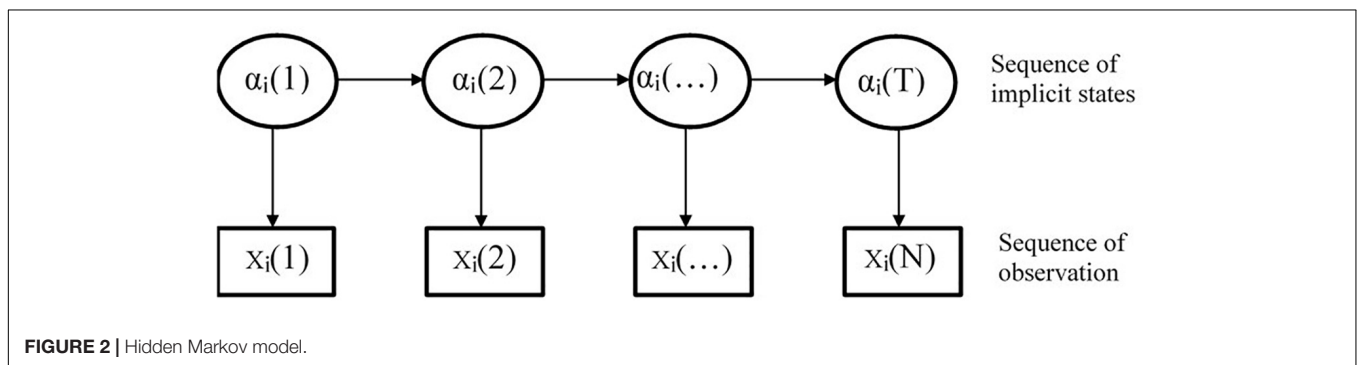 αᵢ(1) αᵢ(2) αᵢ(…) αᵢ(T) Sequence of
implicit states
xᵢ(1) xᵢ(2) xᵢ(…) xᵢ(N) Sequence of
observation
FIGURE 2 | Hidden Markov model.